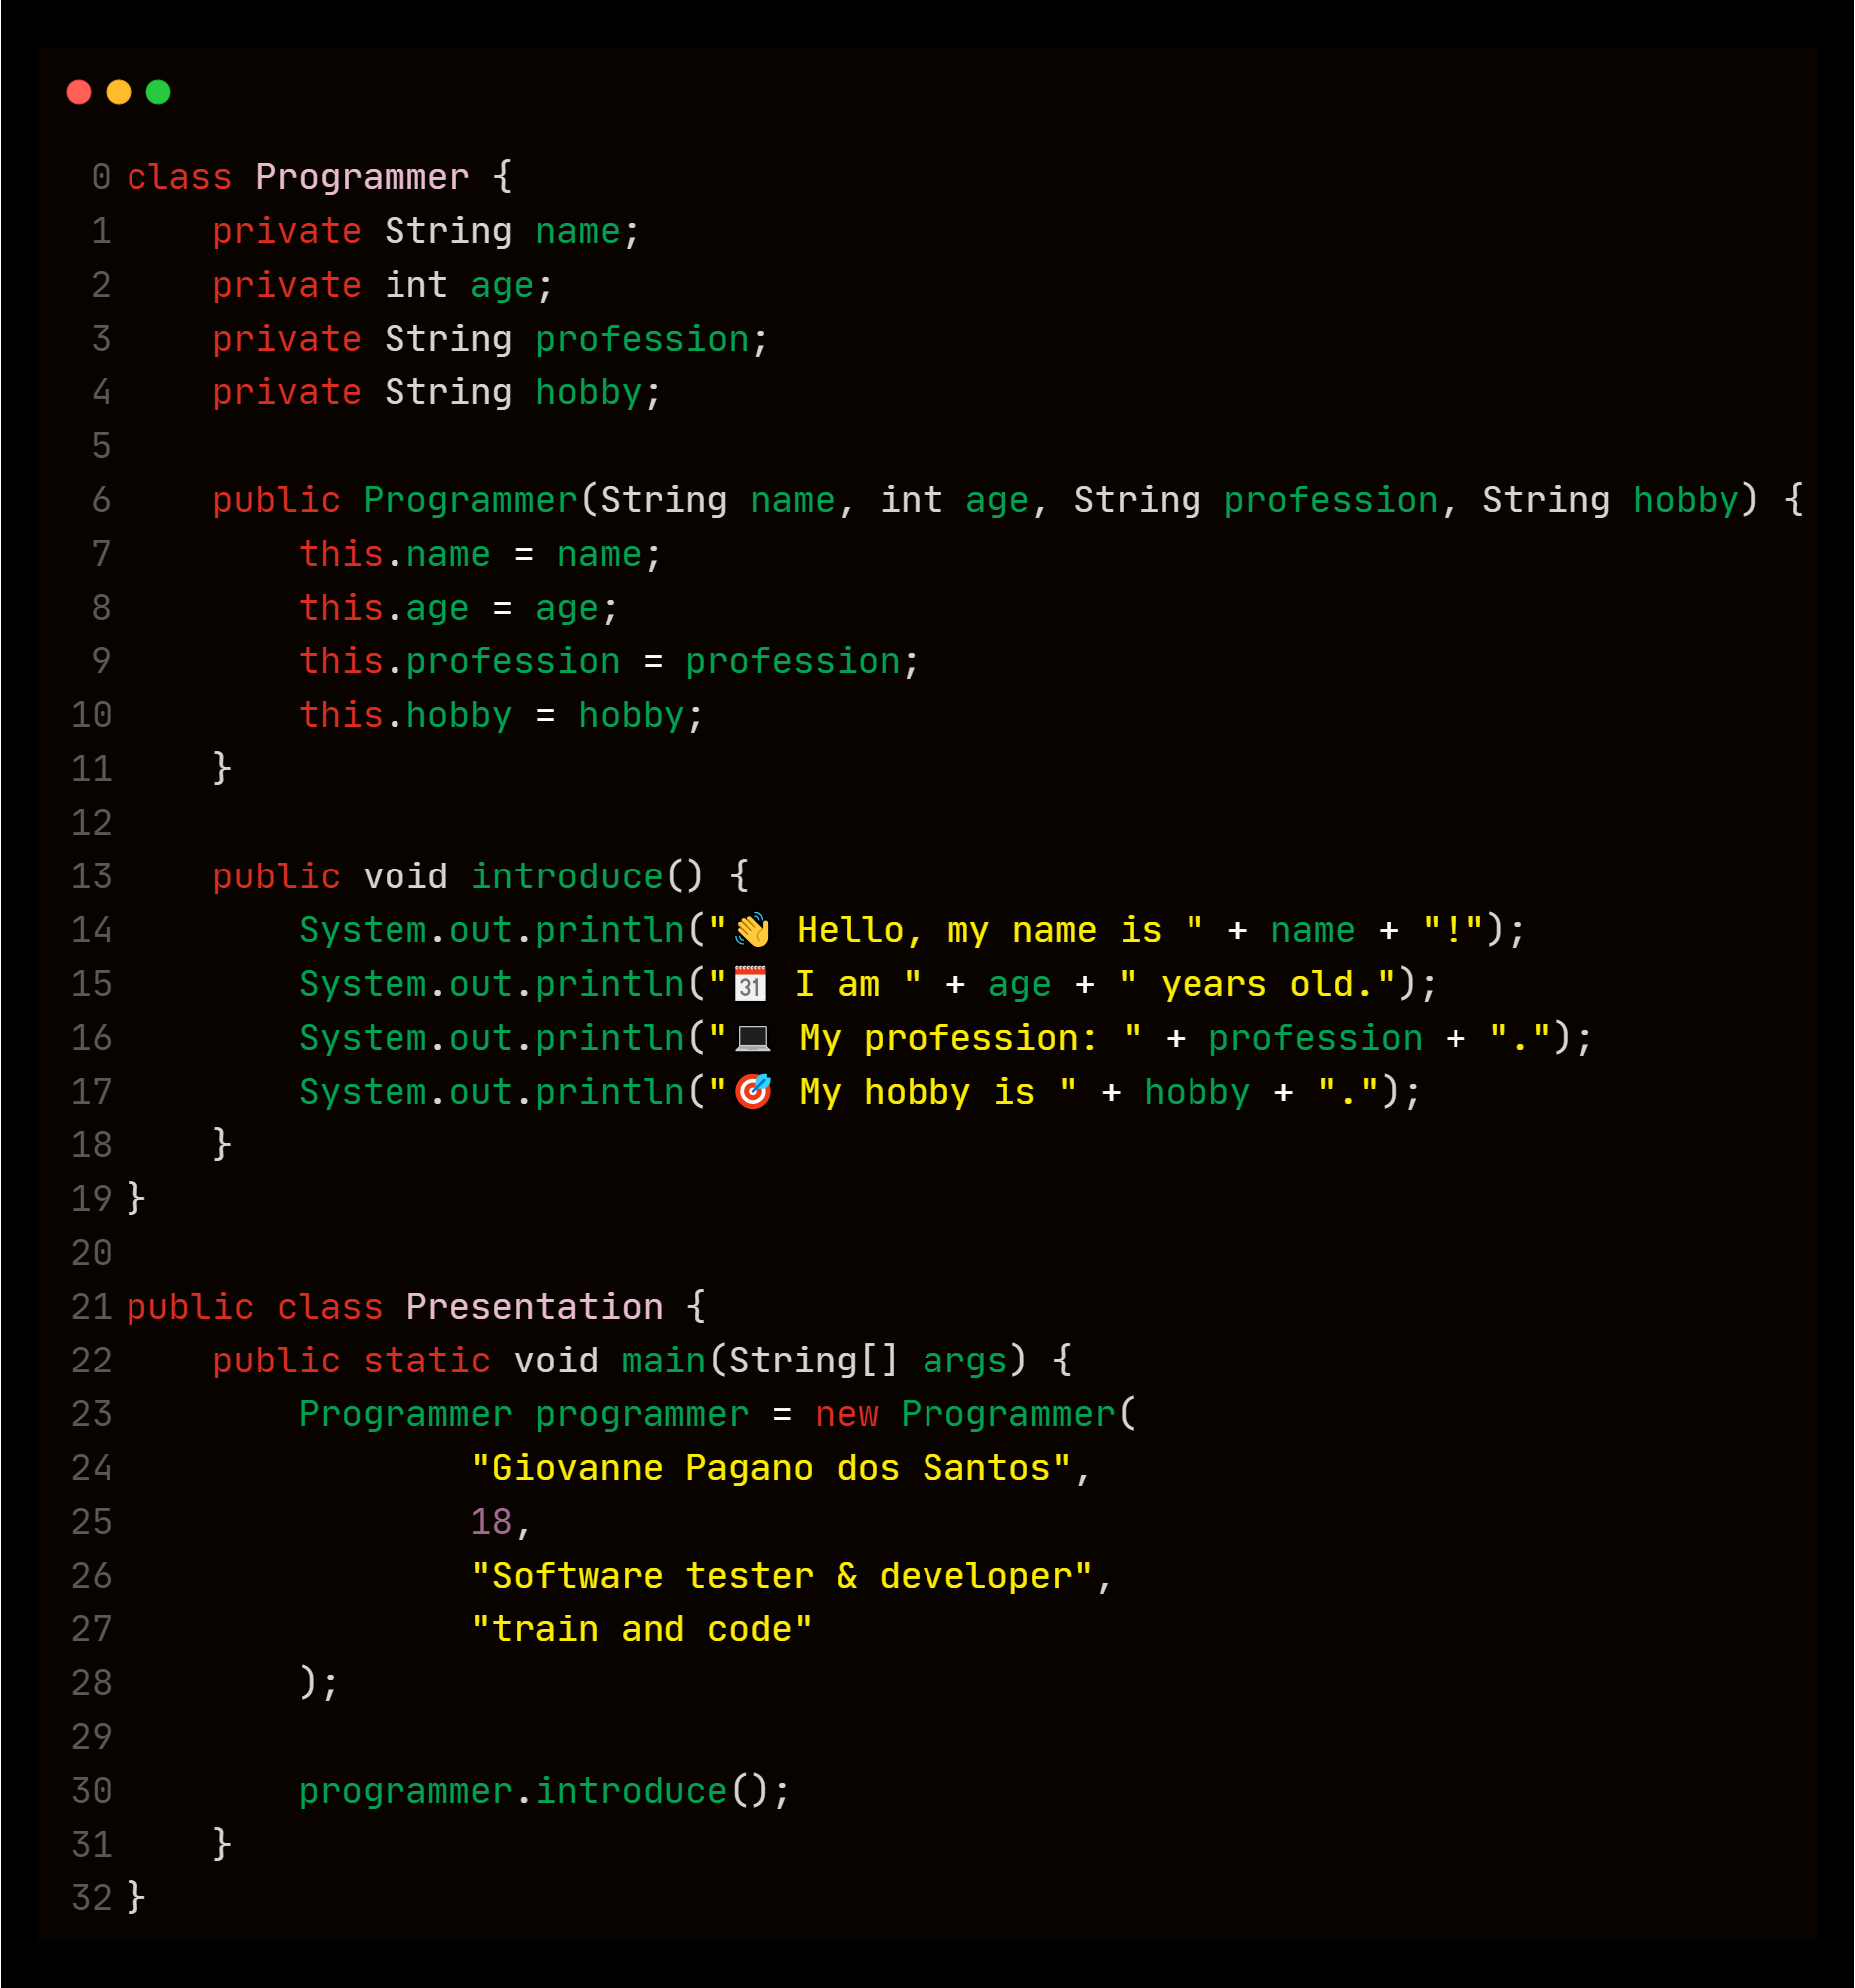 0 class Programmer {
1     private String name;
2     private int age;
3     private String profession;
4     private String hobby;
5
6     public Programmer(String name, int age, String profession, String hobby) {
7         this.name = name;
8         this.age = age;
9         this.profession = profession;
10         this.hobby = hobby;
11     }
12
13     public void introduce() {
14         System.out.println("👋 Hello, my name is " + name + "!");
15         System.out.println("📅 I am " + age + " years old.");
16         System.out.println("💻 My profession: " + profession + ".");
17         System.out.println("🎯 My hobby is " + hobby + ".");
18     }
19 }
20
21 public class Presentation {
22     public static void main(String[] args) {
23         Programmer programmer = new Programmer(
24                 "Giovanne Pagano dos Santos",
25                 18,
26                 "Software tester & developer",
27                 "train and code"
28         );
29
30         programmer.introduce();
31     }
32 }